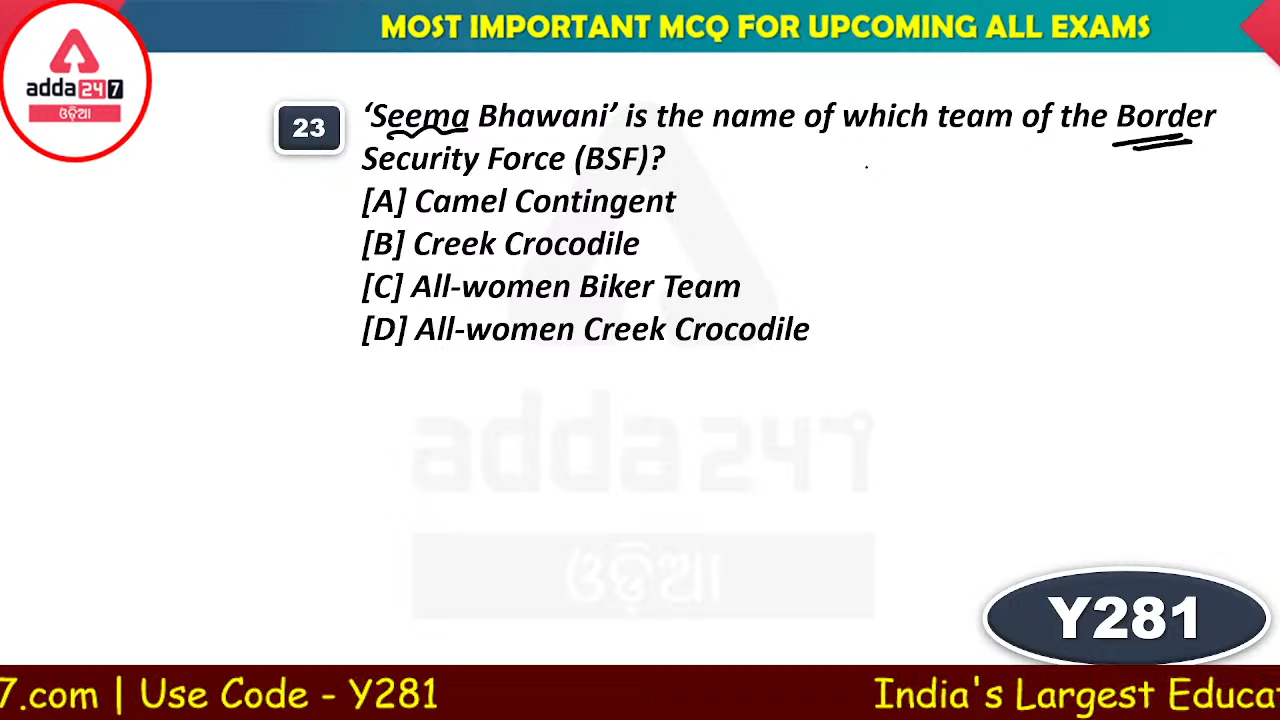 MOST IMPORTANT MCQ FOR UPCOMING ALL EXAMS
adda247
ଓଡ଼ିଆ
23
‘Seema Bhawani’ is the name of which team of the Border
Security Force (BSF)?
[A] Camel Contingent
[B] Creek Crocodile
[C] All-women Biker Team
[D] All-women Creek Crocodile
adda247
ଓଡ଼ିଆ
Y281
7.com | Use Code - Y281
India's Largest Educa